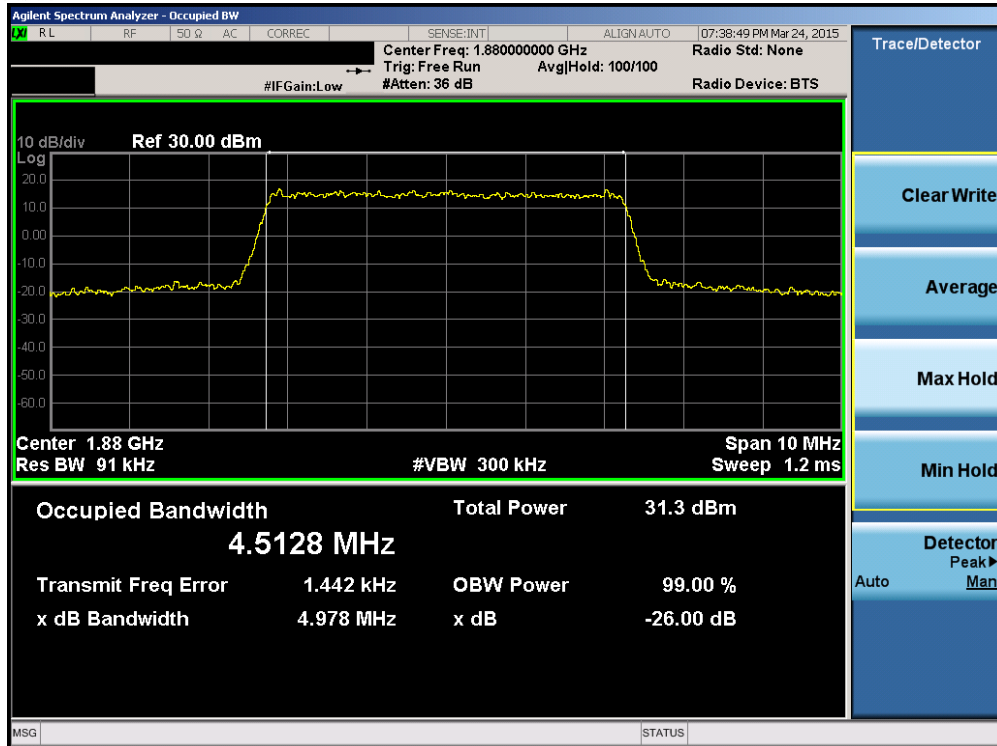 Agilent Spectrum Analyzer - Occupied BW
LXI RL RF 50 Ω AC CORREC SENSE:INT ALIGN AUTO 07:38:49 PM Mar 24, 2015
Center Freq: 1.880000000 GHz Radio Std: None
Trig: Free Run Avg|Hold: 100/100
#IFGain:Low #Atten: 36 dB Radio Device: BTS
Trace/Detector
10 dB/div Ref 30.00 dBm
Log
20.0
10.0
0.00
-10.0
-20.0
-30.0
-40.0
-50.0
-60.0
Center 1.88 GHz Span 10 MHz
Res BW 91 kHz #VBW 300 kHz Sweep 1.2 ms
Occupied Bandwidth Total Power 31.3 dBm
4.5128 MHz
Transmit Freq Error 1.442 kHz OBW Power 99.00 %
x dB Bandwidth 4.978 MHz x dB -26.00 dB
Clear Write
Average
Max Hold
Min Hold
Detector
Peak▶
Auto Man
MSG STATUS